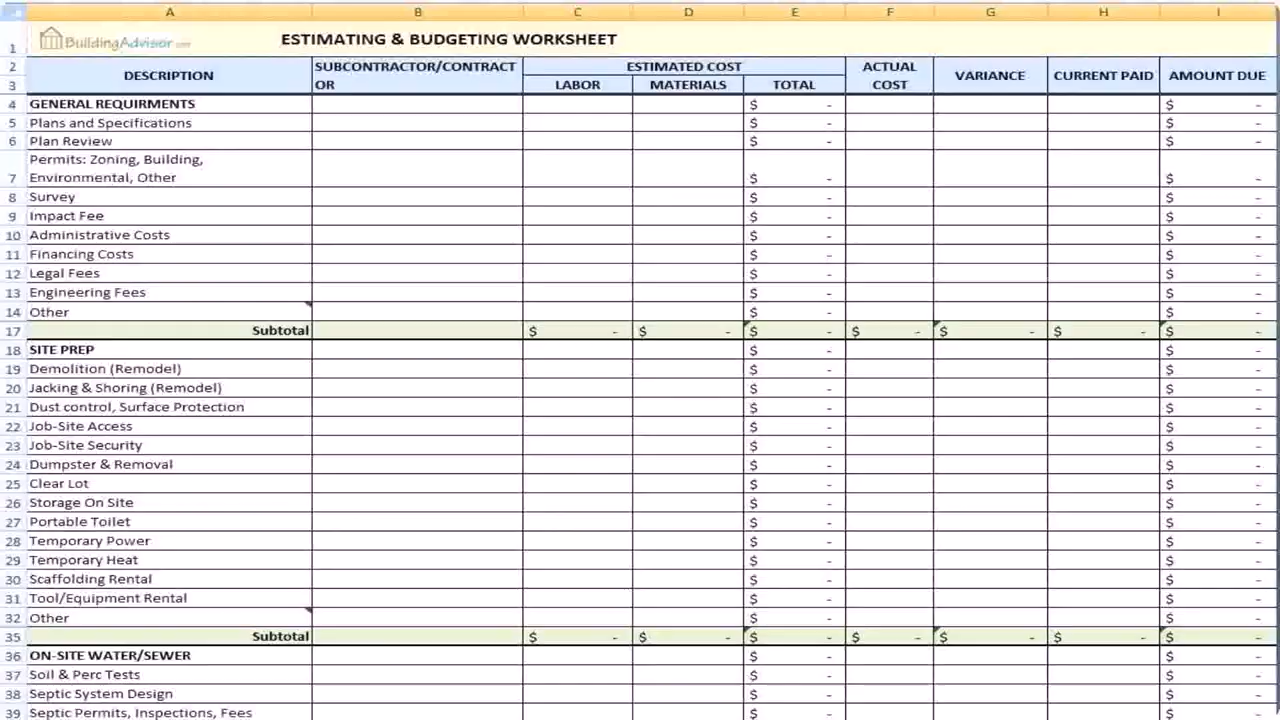 A B C D E F G H I
1 BuildingAdvisor.com ESTIMATING & BUDGETING WORKSHEET
2 DESCRIPTION SUBCONTRACTOR/CONTRACT ESTIMATED COST ACTUAL VARIANCE CURRENT PAID AMOUNT DUE
3 OR LABOR MATERIALS TOTAL COST
4 GENERAL REQUIRMENTS $ - $ -
5 Plans and Specifications $ - $ -
6 Plan Review $ - $ -
Permits: Zoning, Building,
7 Environmental, Other $ - $ -
8 Survey $ - $ -
9 Impact Fee $ - $ -
10 Administrative Costs $ - $ -
11 Financing Costs $ - $ -
12 Legal Fees $ - $ -
13 Engineering Fees $ - $ -
14 Other $ - $ -
17 Subtotal $ - $ - $ - $ - $ - $ - $ -
18 SITE PREP $ - $ -
19 Demolition (Remodel) $ - $ -
20 Jacking & Shoring (Remodel) $ - $ -
21 Dust control, Surface Protection $ - $ -
22 Job-Site Access $ - $ -
23 Job-Site Security $ - $ -
24 Dumpster & Removal $ - $ -
25 Clear Lot $ - $ -
26 Storage On Site $ - $ -
27 Portable Toilet $ - $ -
28 Temporary Power $ - $ -
29 Temporary Heat $ - $ -
30 Scaffolding Rental $ - $ -
31 Tool/Equipment Rental $ - $ -
32 Other $ - $ -
35 Subtotal $ - $ - $ - $ - $ - $ - $ -
36 ON-SITE WATER/SEWER $ - $ -
37 Soil & Perc Tests $ - $ -
38 Septic System Design $ - $ -
39 Septic Permits, Inspections, Fees $ - $ -